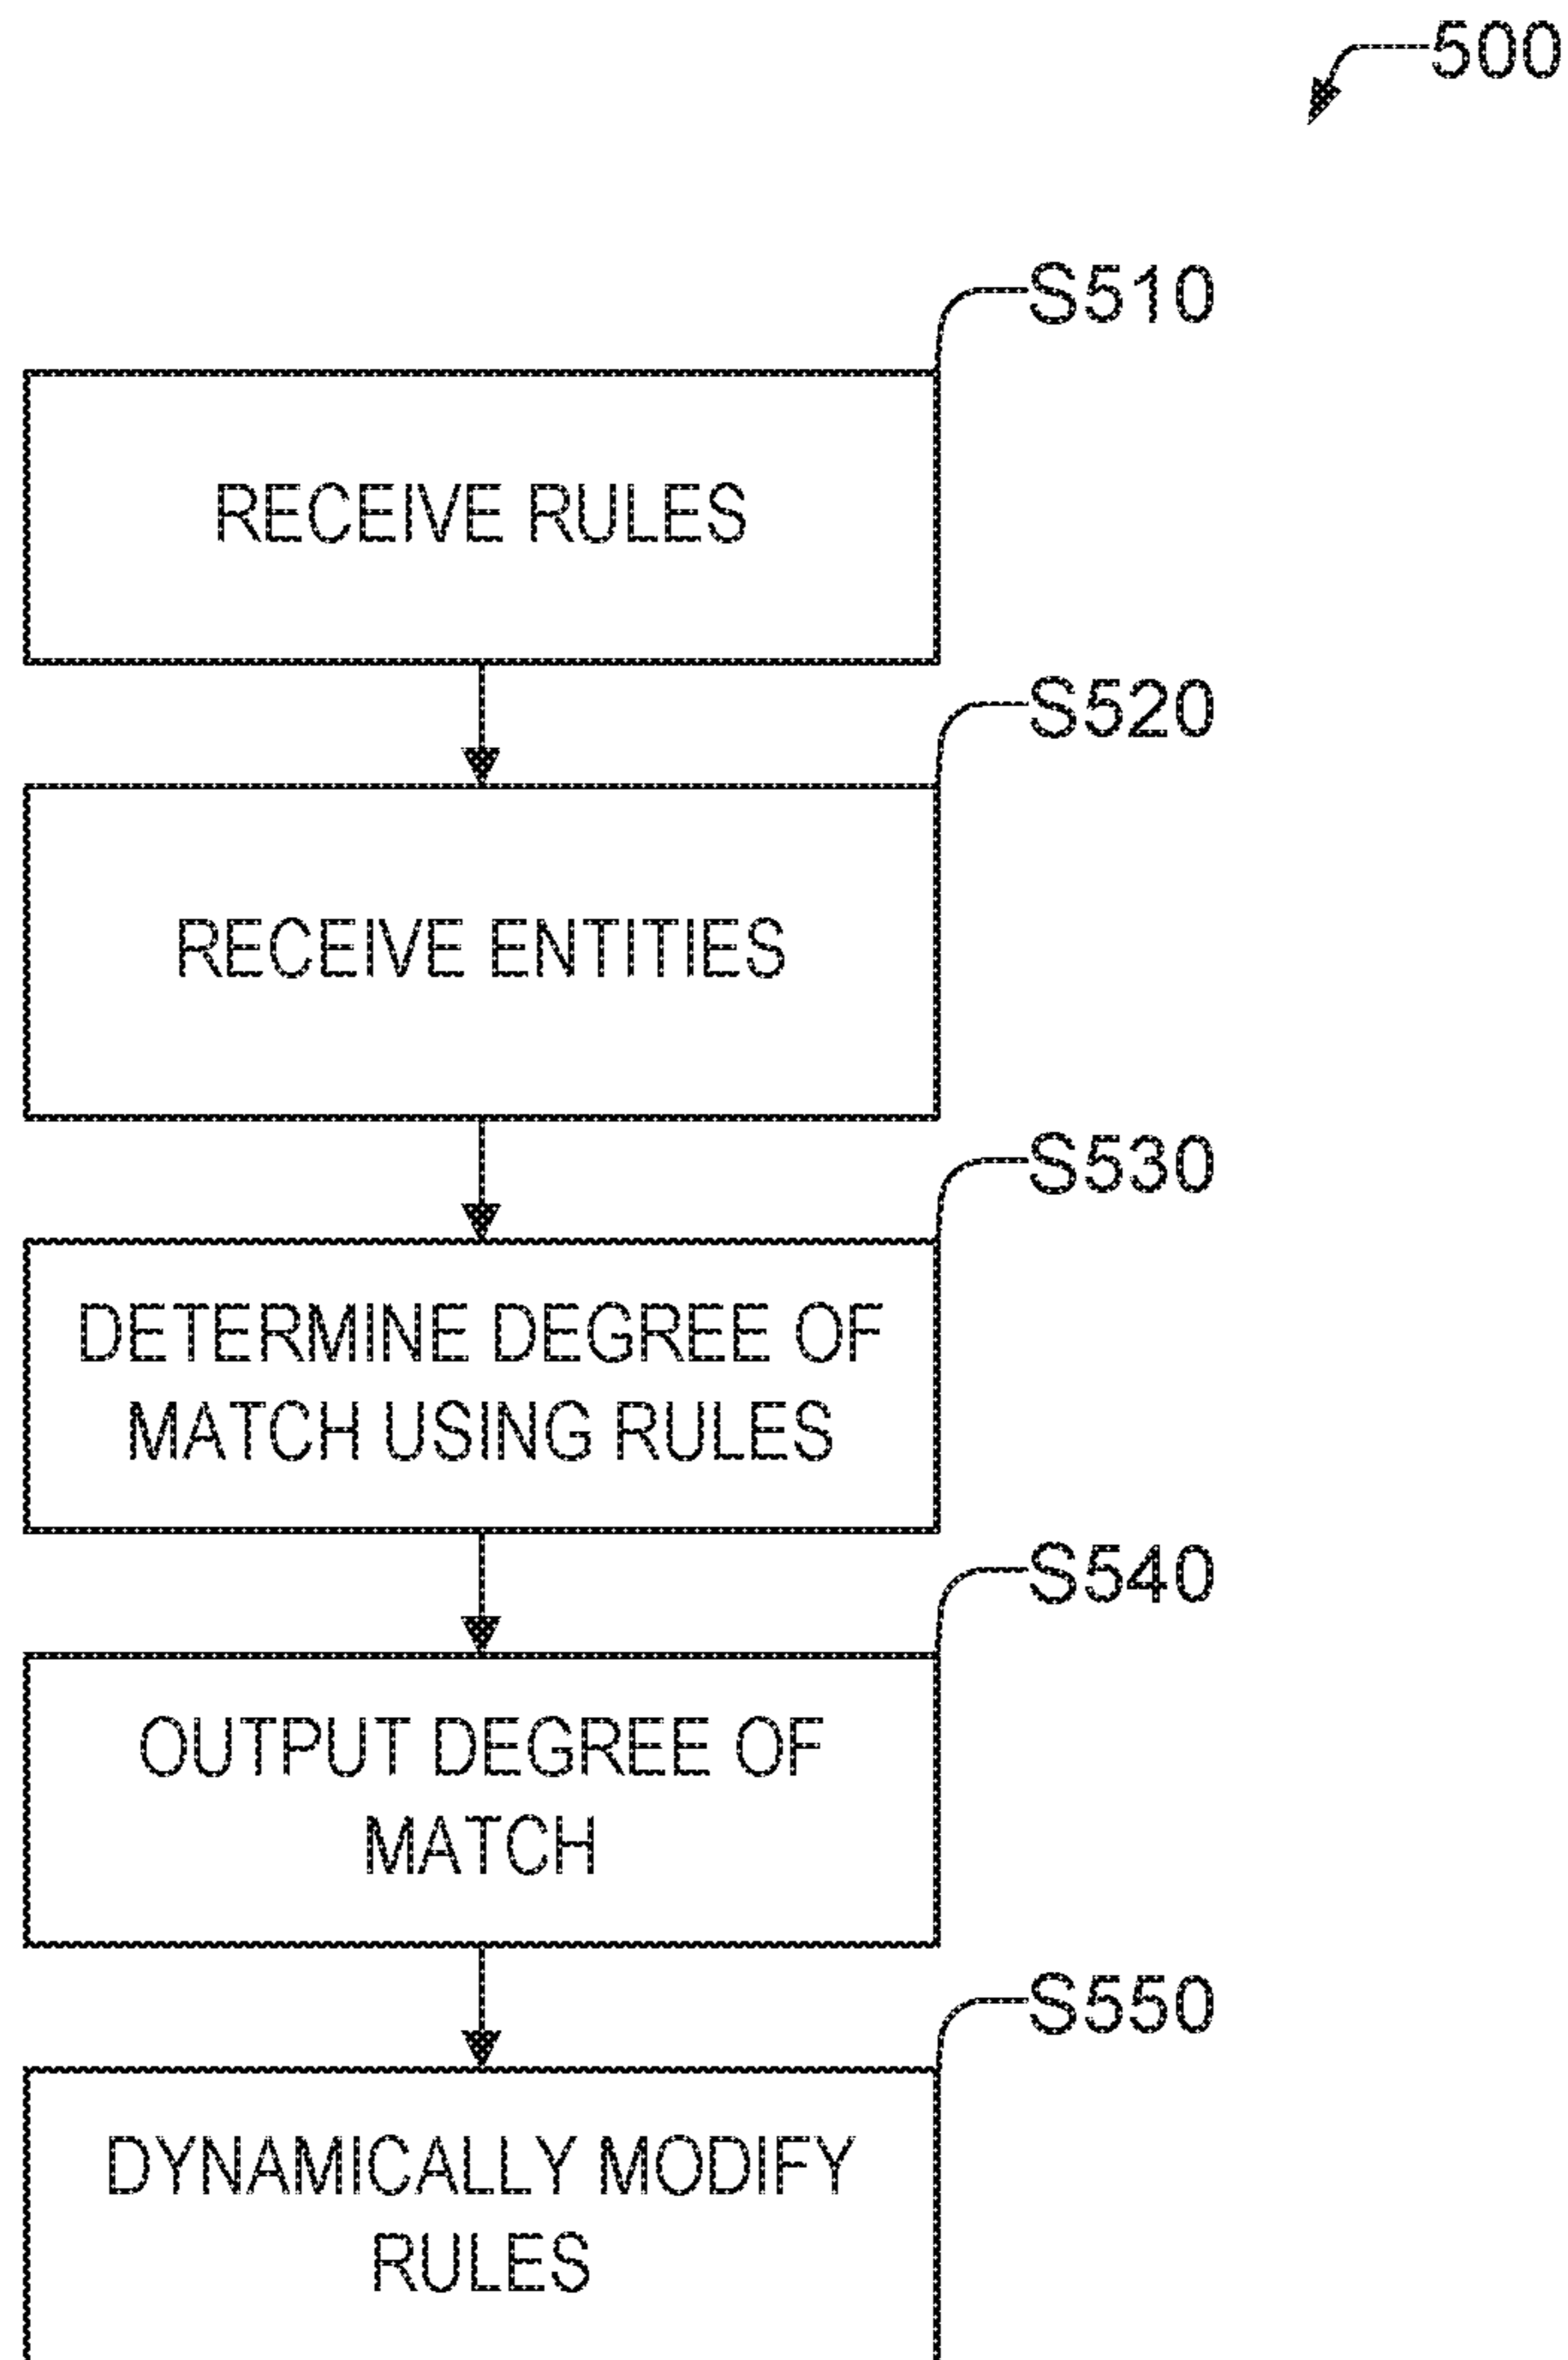 500
S510
RECEIVE RULES
S520
RECEIVE ENTITIES
S530
DETERMINE DEGREE OF
MATCH USING RULES
S540
OUTPUT DEGREE OF
MATCH
S550
DYNAMICALLY MODIFY
RULES